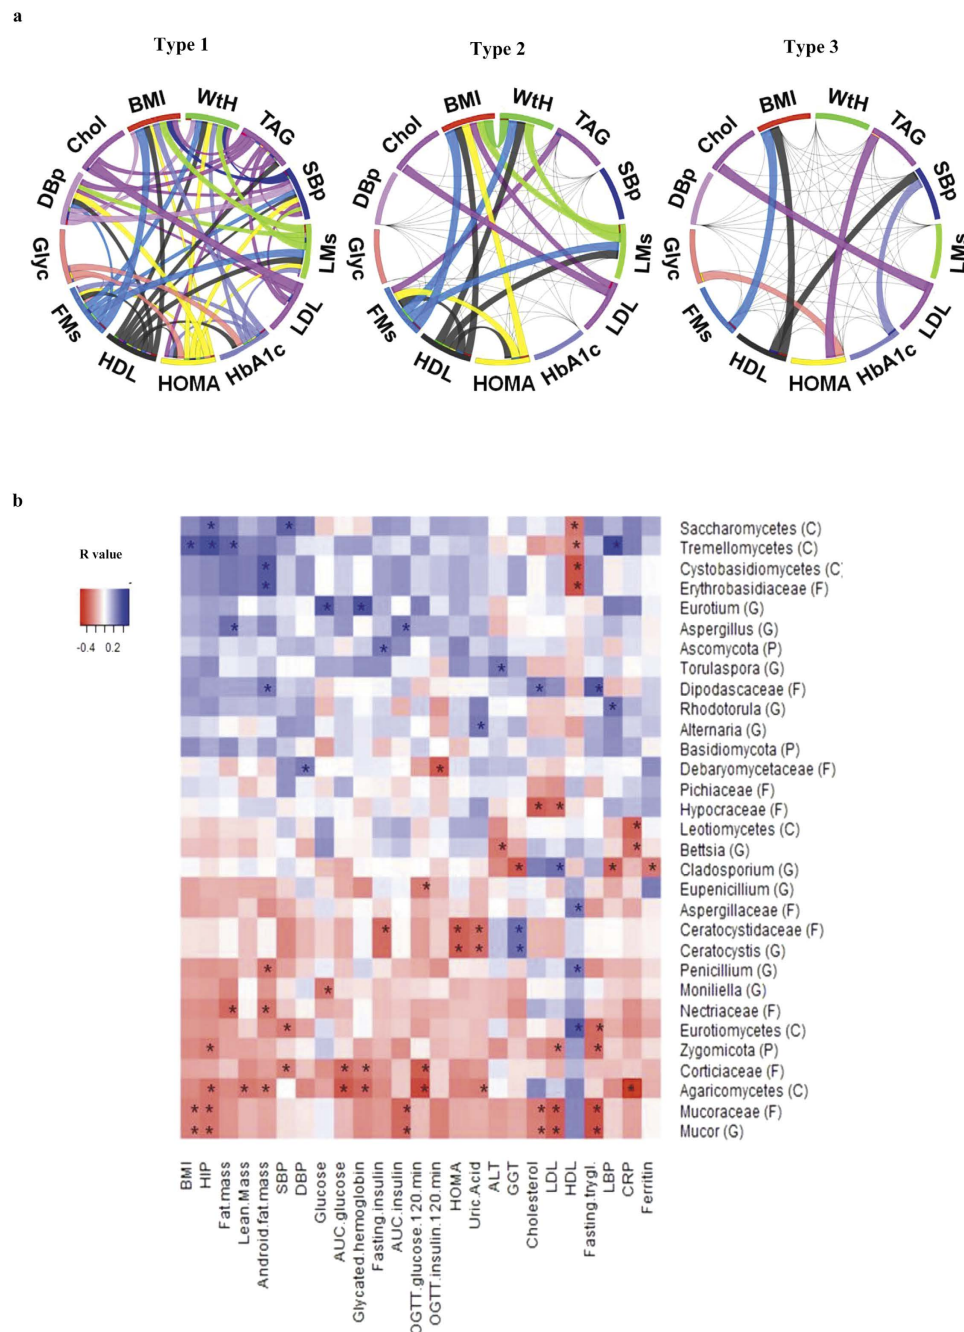 a
Type 1
Type 2
Type 3
BMI
WtH
TAG
SBp
LMs
LDL
HbA1c
HOMA
HDL
FMs
Glyc
DBp
Chol
BMI
WtH
TAG
SBp
LMs
LDL
HbA1c
HOMA
HDL
FMs
Glyc
DBp
Chol
BMI
WtH
TAG
SBp
LMs
LDL
HbA1c
HOMA
HDL
FMs
Glyc
DBp
Chol
b
R value
-0.4 0.2
Saccharomycetes (C)
Tremellomycetes (C)
Cystobasidiomycetes (C)
Erythrobasidiaceae (F)
Eurotium (G)
Aspergillus (G)
Ascomycota (P)
Torulaspora (G)
Dipodascaceae (F)
Rhodotorula (G)
Alternaria (G)
Basidiomycota (P)
Debaryomycetaceae (F)
Pichiaceae (F)
Hypocraceae (F)
Leotiomycetes (C)
Bettsia (G)
Cladosporium (G)
Eupenicillium (G)
Aspergillaceae (F)
Ceratocystidaceae (F)
Ceratocystis (G)
Penicillium (G)
Moniliella (G)
Nectriaceae (F)
Eurotiomycetes (C)
Zygomicota (P)
Corticiaceae (F)
Agaricomycetes (C)
Mucoraceae (F)
Mucor (G)
BMI
HIP
Fat.mass
Lean.Mass
Android.fat.mass
SBP
DBP
Glucose
AUC.glucose
Glycated.hemoglobin
Fasting.insulin
AUC.insulin
OGTT.glucose.120.min
OGTT.insulin.120.min
HOMA
Uric.Acid
ALT
GGT
Cholesterol
LDL
HDL
Fasting.trygl.
LBP
CRP
Ferritin